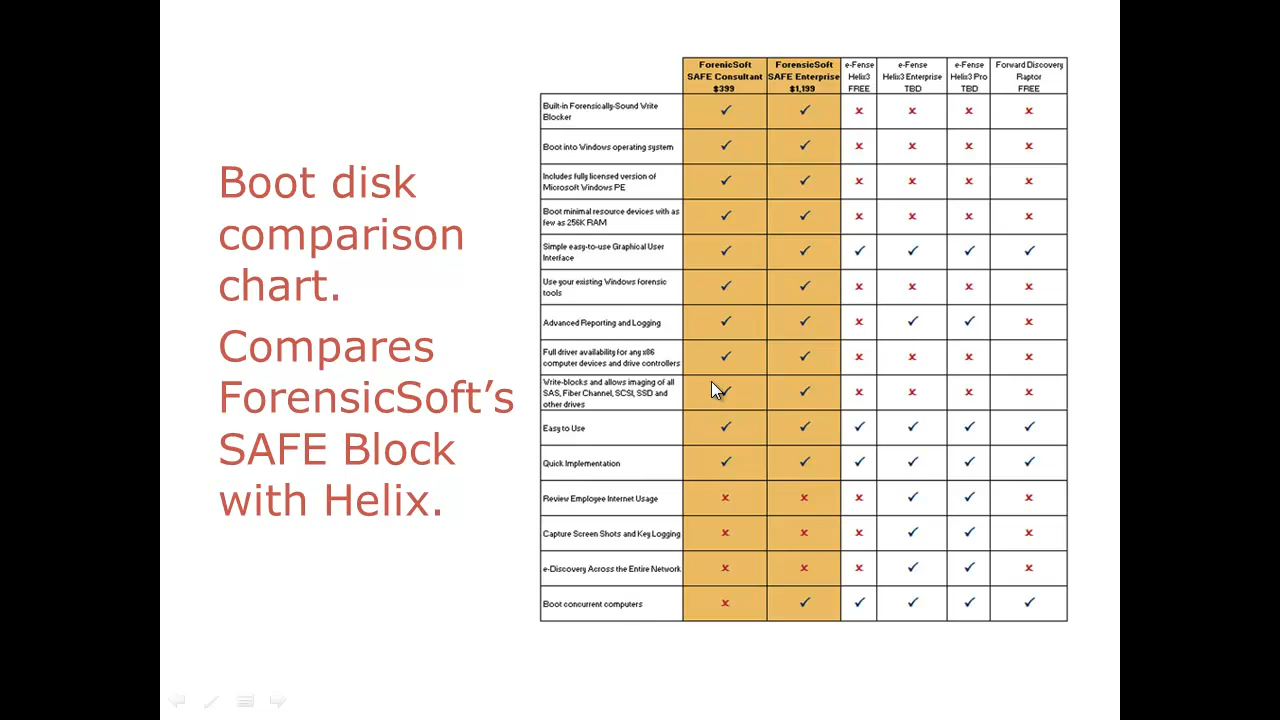 Boot disk
comparison
chart.
Compares
ForensicSoft’s
SAFE Block
with Helix.
ForenicSoft
SAFE Consultant
$399
ForensicSoft
SAFE Enterprise
$1,199
e-Fense
Helix3
FREE
e-Fense
Helix3 Enterprise
TBD
e-Fense
Helix3 Pro
TBD
Forward Discovery
Raptor
FREE
Built-in Forensically-Sound Write
Blocker
Boot into Windows operating system
Includes fully licensed version of
Microsoft Windows PE
Boot minimal resource devices with as
few as 256K RAM
Simple easy-to-use Graphical User
Interface
Use your existing Windows forensic
tools
Advanced Reporting and Logging
Full driver availability for any x86
computer devices and drive controllers
Write-blocks and allows imaging of all
SAS, Fiber Channel, SCSI, SSD and
other drives
Easy to Use
Quick Implementation
Review Employee Internet Usage
Capture Screen Shots and Key Logging
e-Discovery Across the Entire Network
Boot concurrent computers